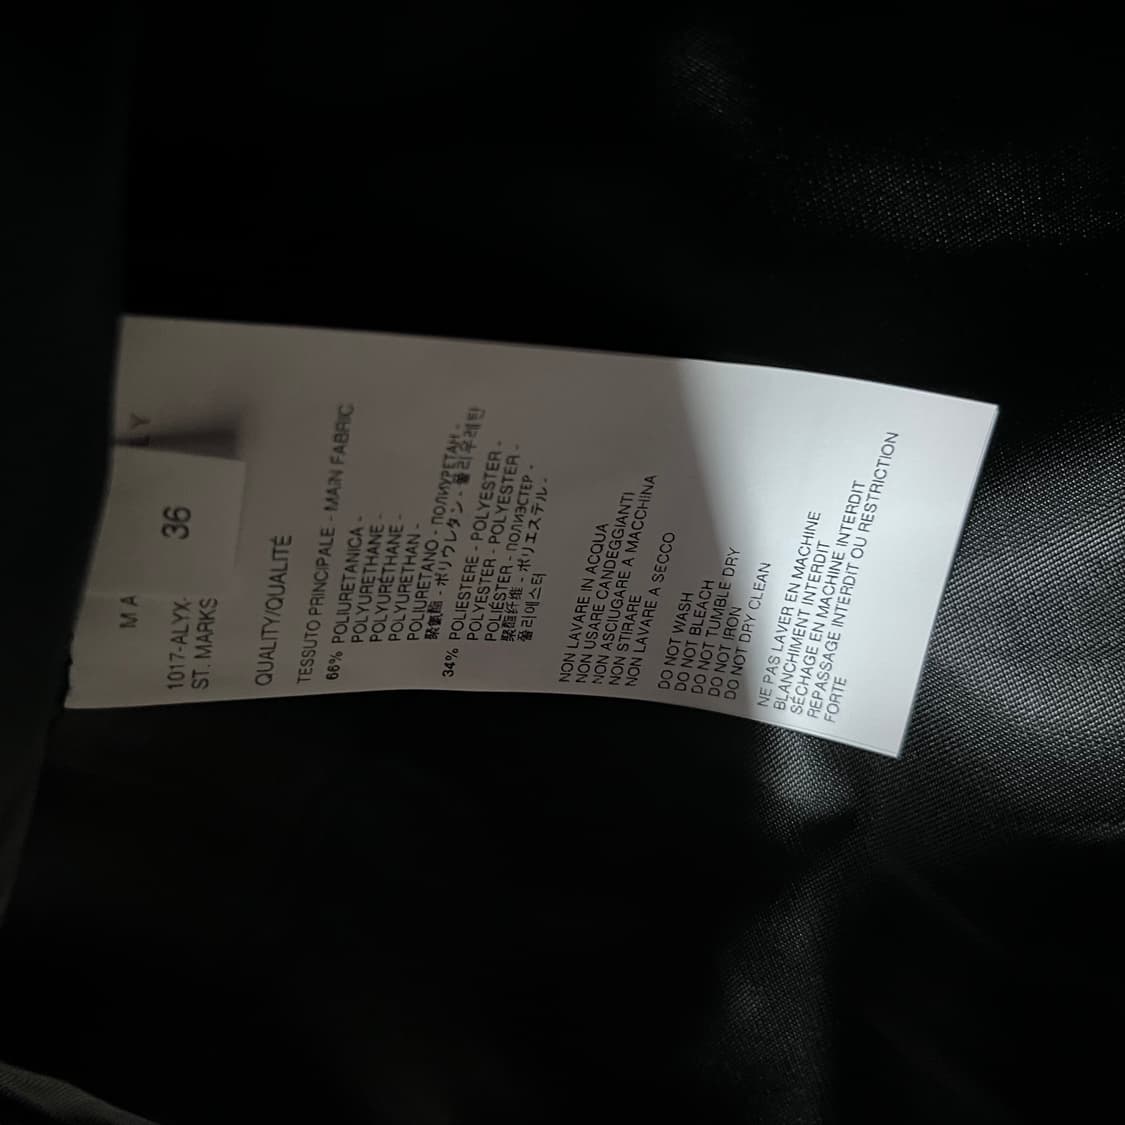 36
1017-ALYX-
ST. MARKS
QUALITY/QUALITÉ
TESSUTO PRINCIPALE - MAIN FABRIC
66% POLIURETANICA -
POLYURETHANE -
POLYURÉTHANE -
POLYURETHAN -
POLIURETANO - ПОЛИУРЕТАН -
聚氨酯 - ポリウレタン - 폴리우레탄
34% POLIESTERE - POLYESTER -
POLYESTER - POLYESTER -
POLIÉSTER - ПОЛИЭСТЕР -
聚酯纤维 - ポリエステル -
폴리에스터
NON LAVARE IN ACQUA
NON USARE CANDEGGIANTI
NON ASCIUGARE A MACCHINA
NON STIRARE
NON LAVARE A SECCO
DO NOT WASH
DO NOT BLEACH
DO NOT TUMBLE DRY
DO NOT IRON
DO NOT DRY CLEAN
NE PAS LAVER EN MACHINE
BLANCHIMENT INTERDIT
SÉCHAGE EN MACHINE INTERDIT
REPASSAGE INTERDIT OU RESTRICTION
FORTE